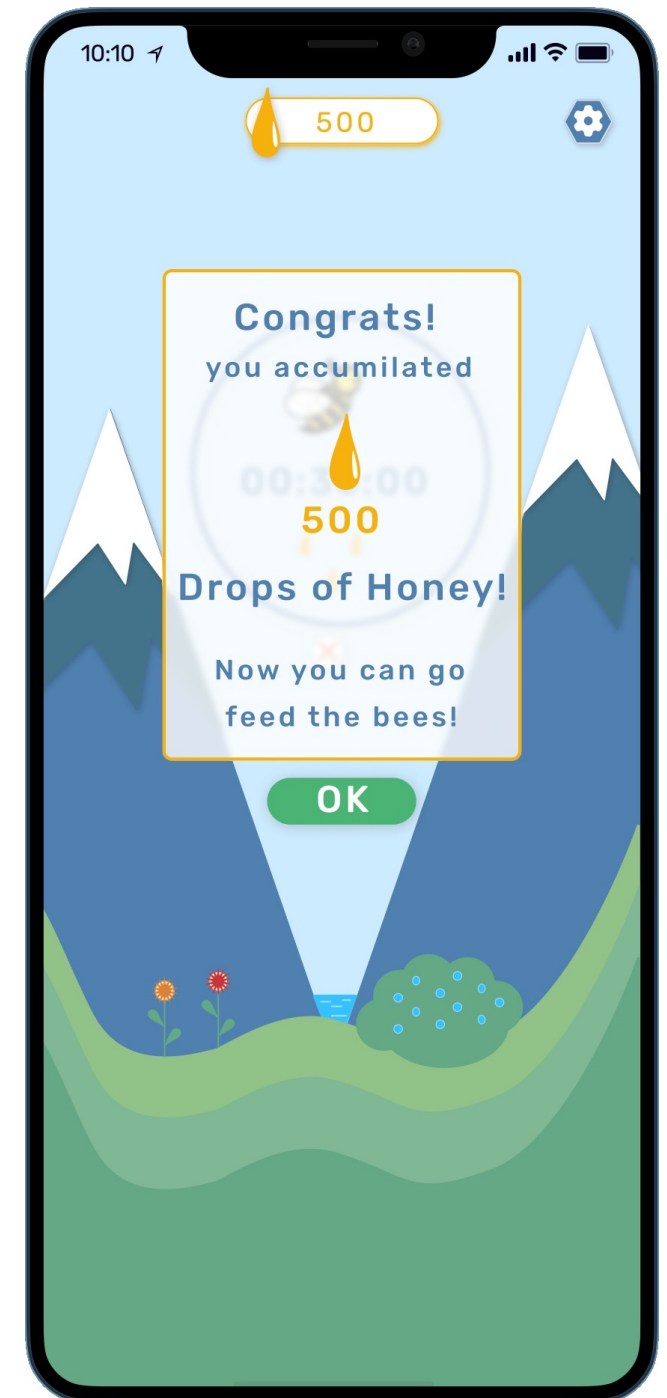 10:10
500
Congrats!
you accumilated
500
Drops of Honey!
Now you can go
feed the bees!
OK